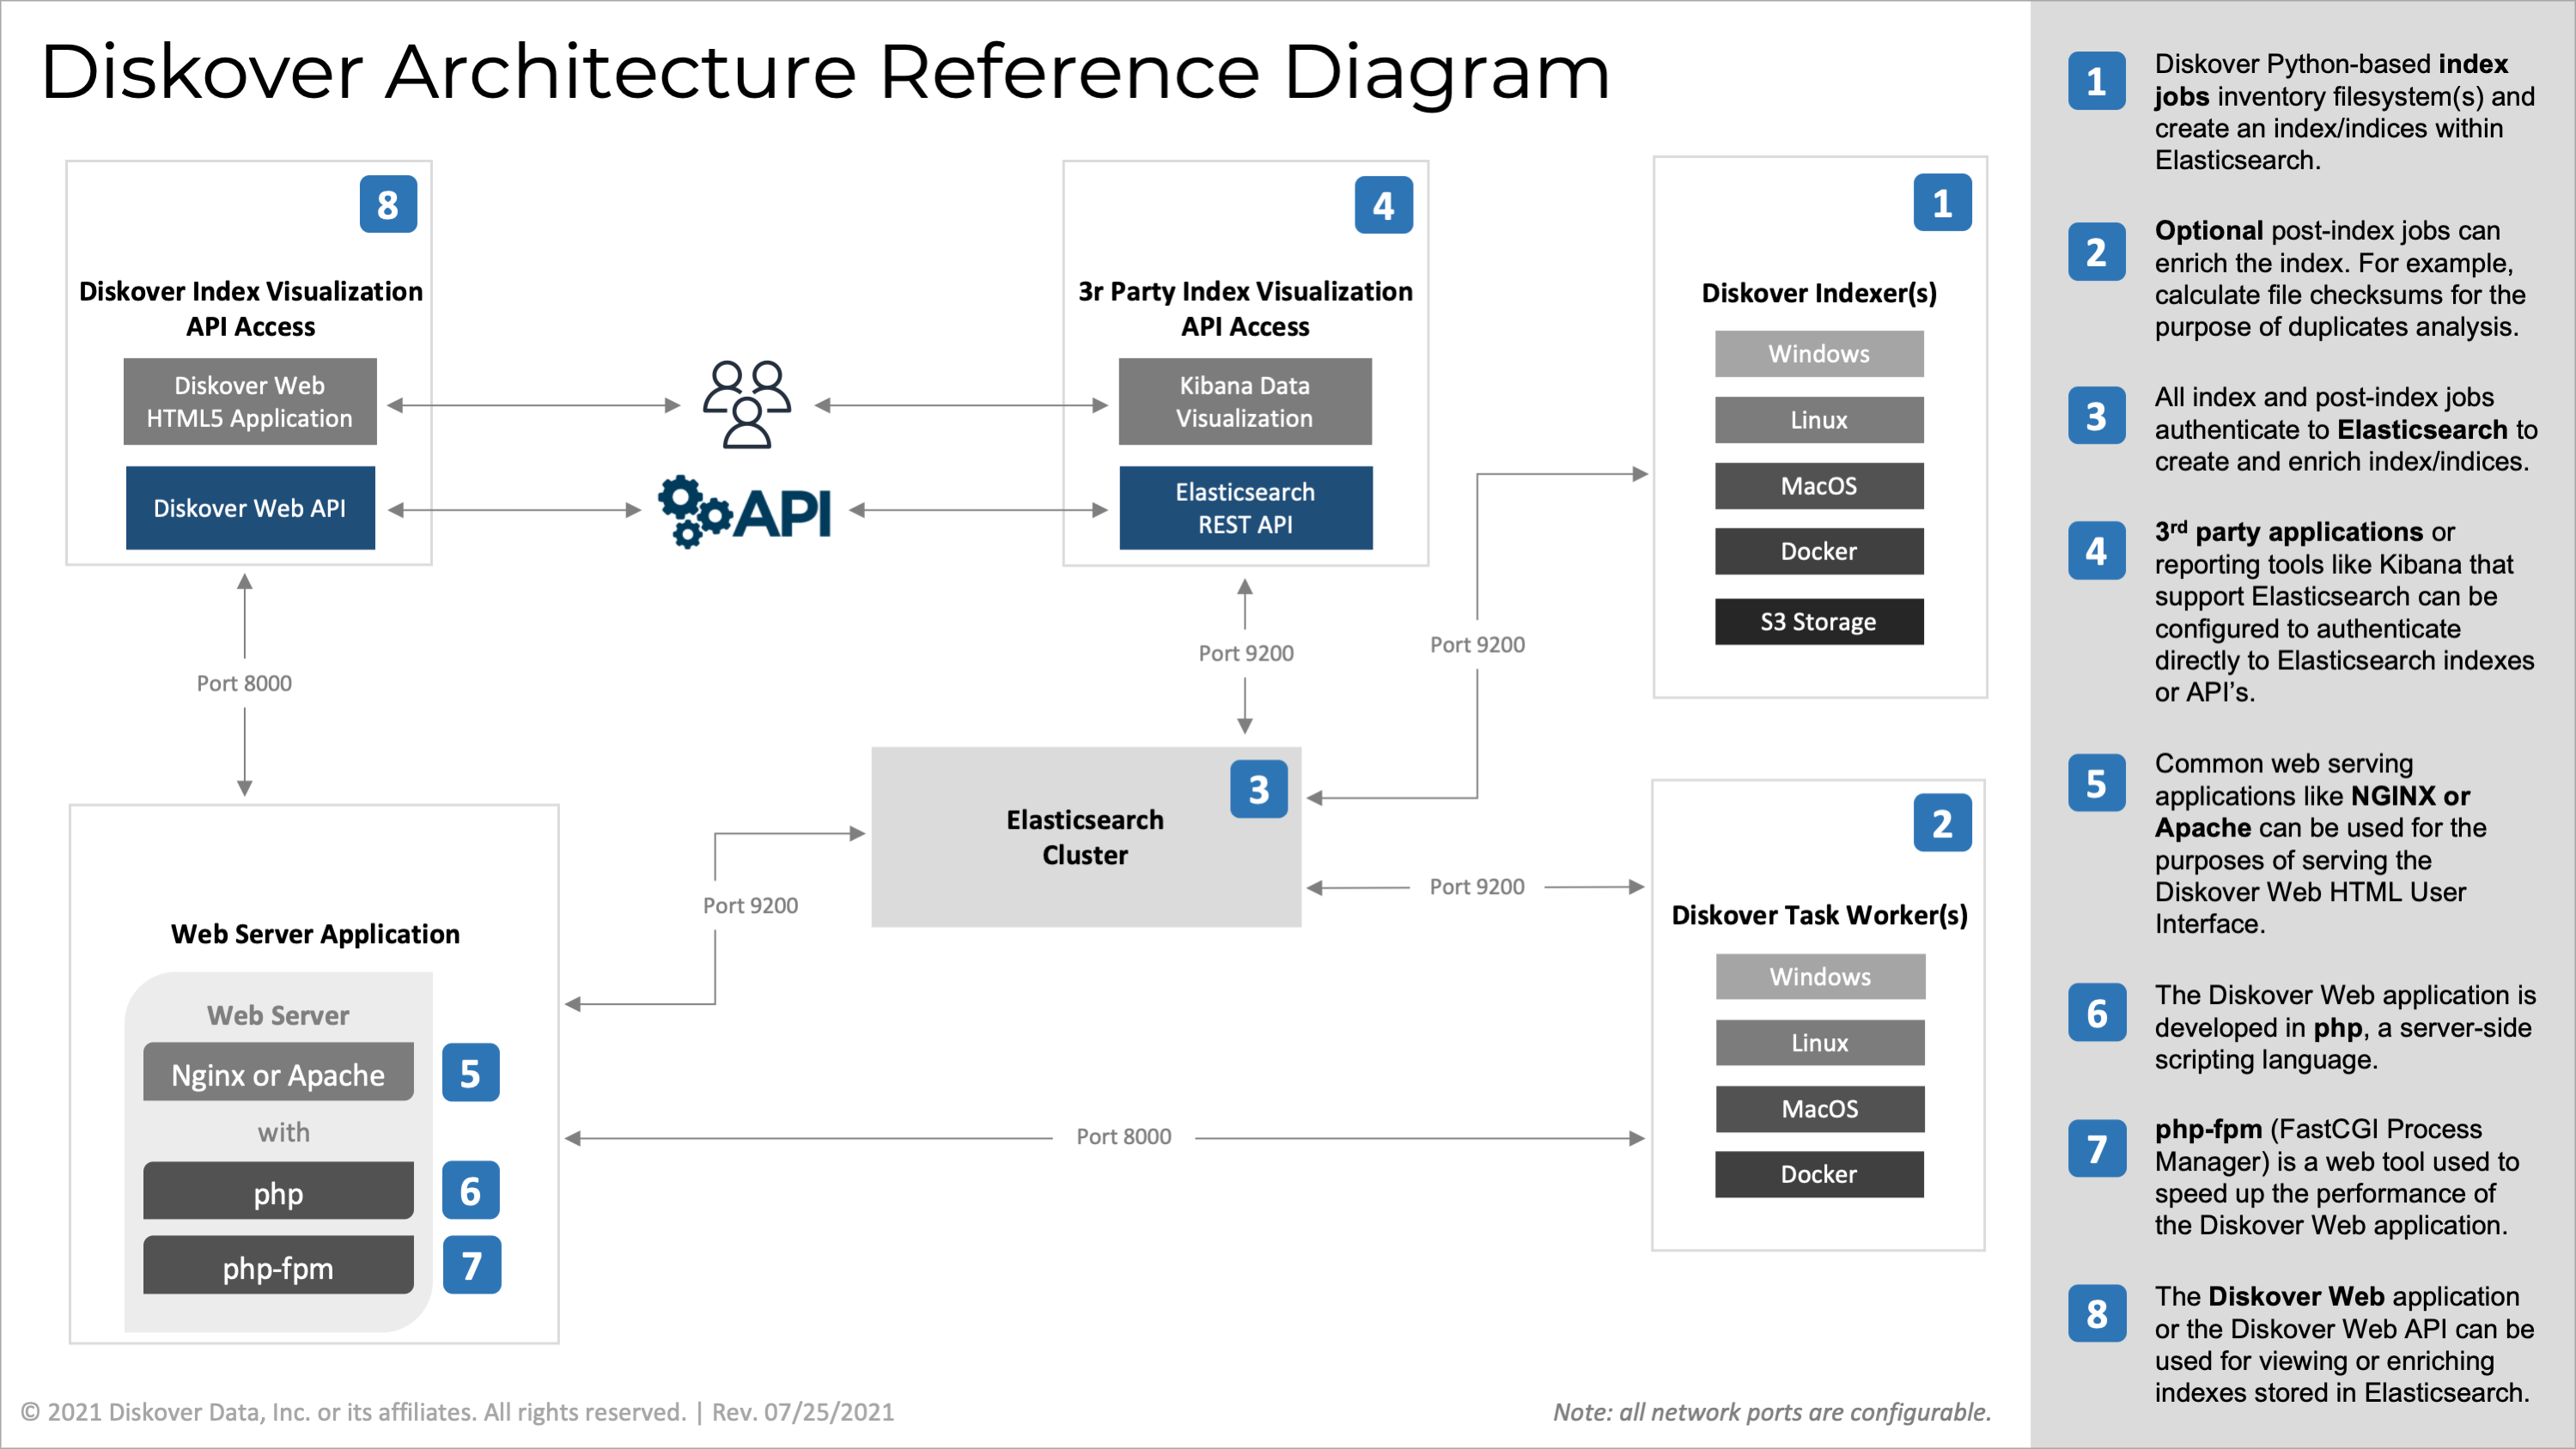 Diskover Architecture Reference Diagram
8
Diskover Index Visualization
API Access
Diskover Web
HTML5 Application
Diskover Web API
API
4
3r Party Index Visualization
API Access
Kibana Data
Visualization
Elasticsearch
REST API
1
Diskover Indexer(s)
Windows
Linux
MacOS
Docker
S3 Storage
Port 8000
Port 9200
Port 9200
3
Elasticsearch
Cluster
Port 9200
Port 9200
2
Diskover Task Worker(s)
Windows
Linux
MacOS
Docker
Web Server Application
Web Server
Nginx or Apache
5
with
php
6
php-fpm
7
Port 8000
© 2021 Diskover Data, Inc. or its affiliates. All rights reserved. | Rev. 07/25/2021
Note: all network ports are configurable.
1
Diskover Python-based index
jobs inventory filesystem(s) and
create an index/indices within
Elasticsearch.
2
Optional post-index jobs can
enrich the index. For example,
calculate file checksums for the
purpose of duplicates analysis.
3
All index and post-index jobs
authenticate to Elasticsearch to
create and enrich index/indices.
4
3rd party applications or
reporting tools like Kibana that
support Elasticsearch can be
configured to authenticate
directly to Elasticsearch indexes
or API’s.
5
Common web serving
applications like NGINX or
Apache can be used for the
purposes of serving the
Diskover Web HTML User
Interface.
6
The Diskover Web application is
developed in php, a server-side
scripting language.
7
php-fpm (FastCGI Process
Manager) is a web tool used to
speed up the performance of
the Diskover Web application.
8
The Diskover Web application
or the Diskover Web API can be
used for viewing or enriching
indexes stored in Elasticsearch.